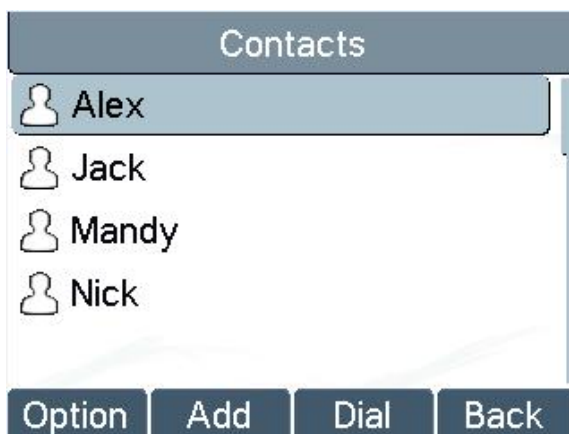 Contacts
Alex
Jack
Mandy
Nick
Option Add Dial Back